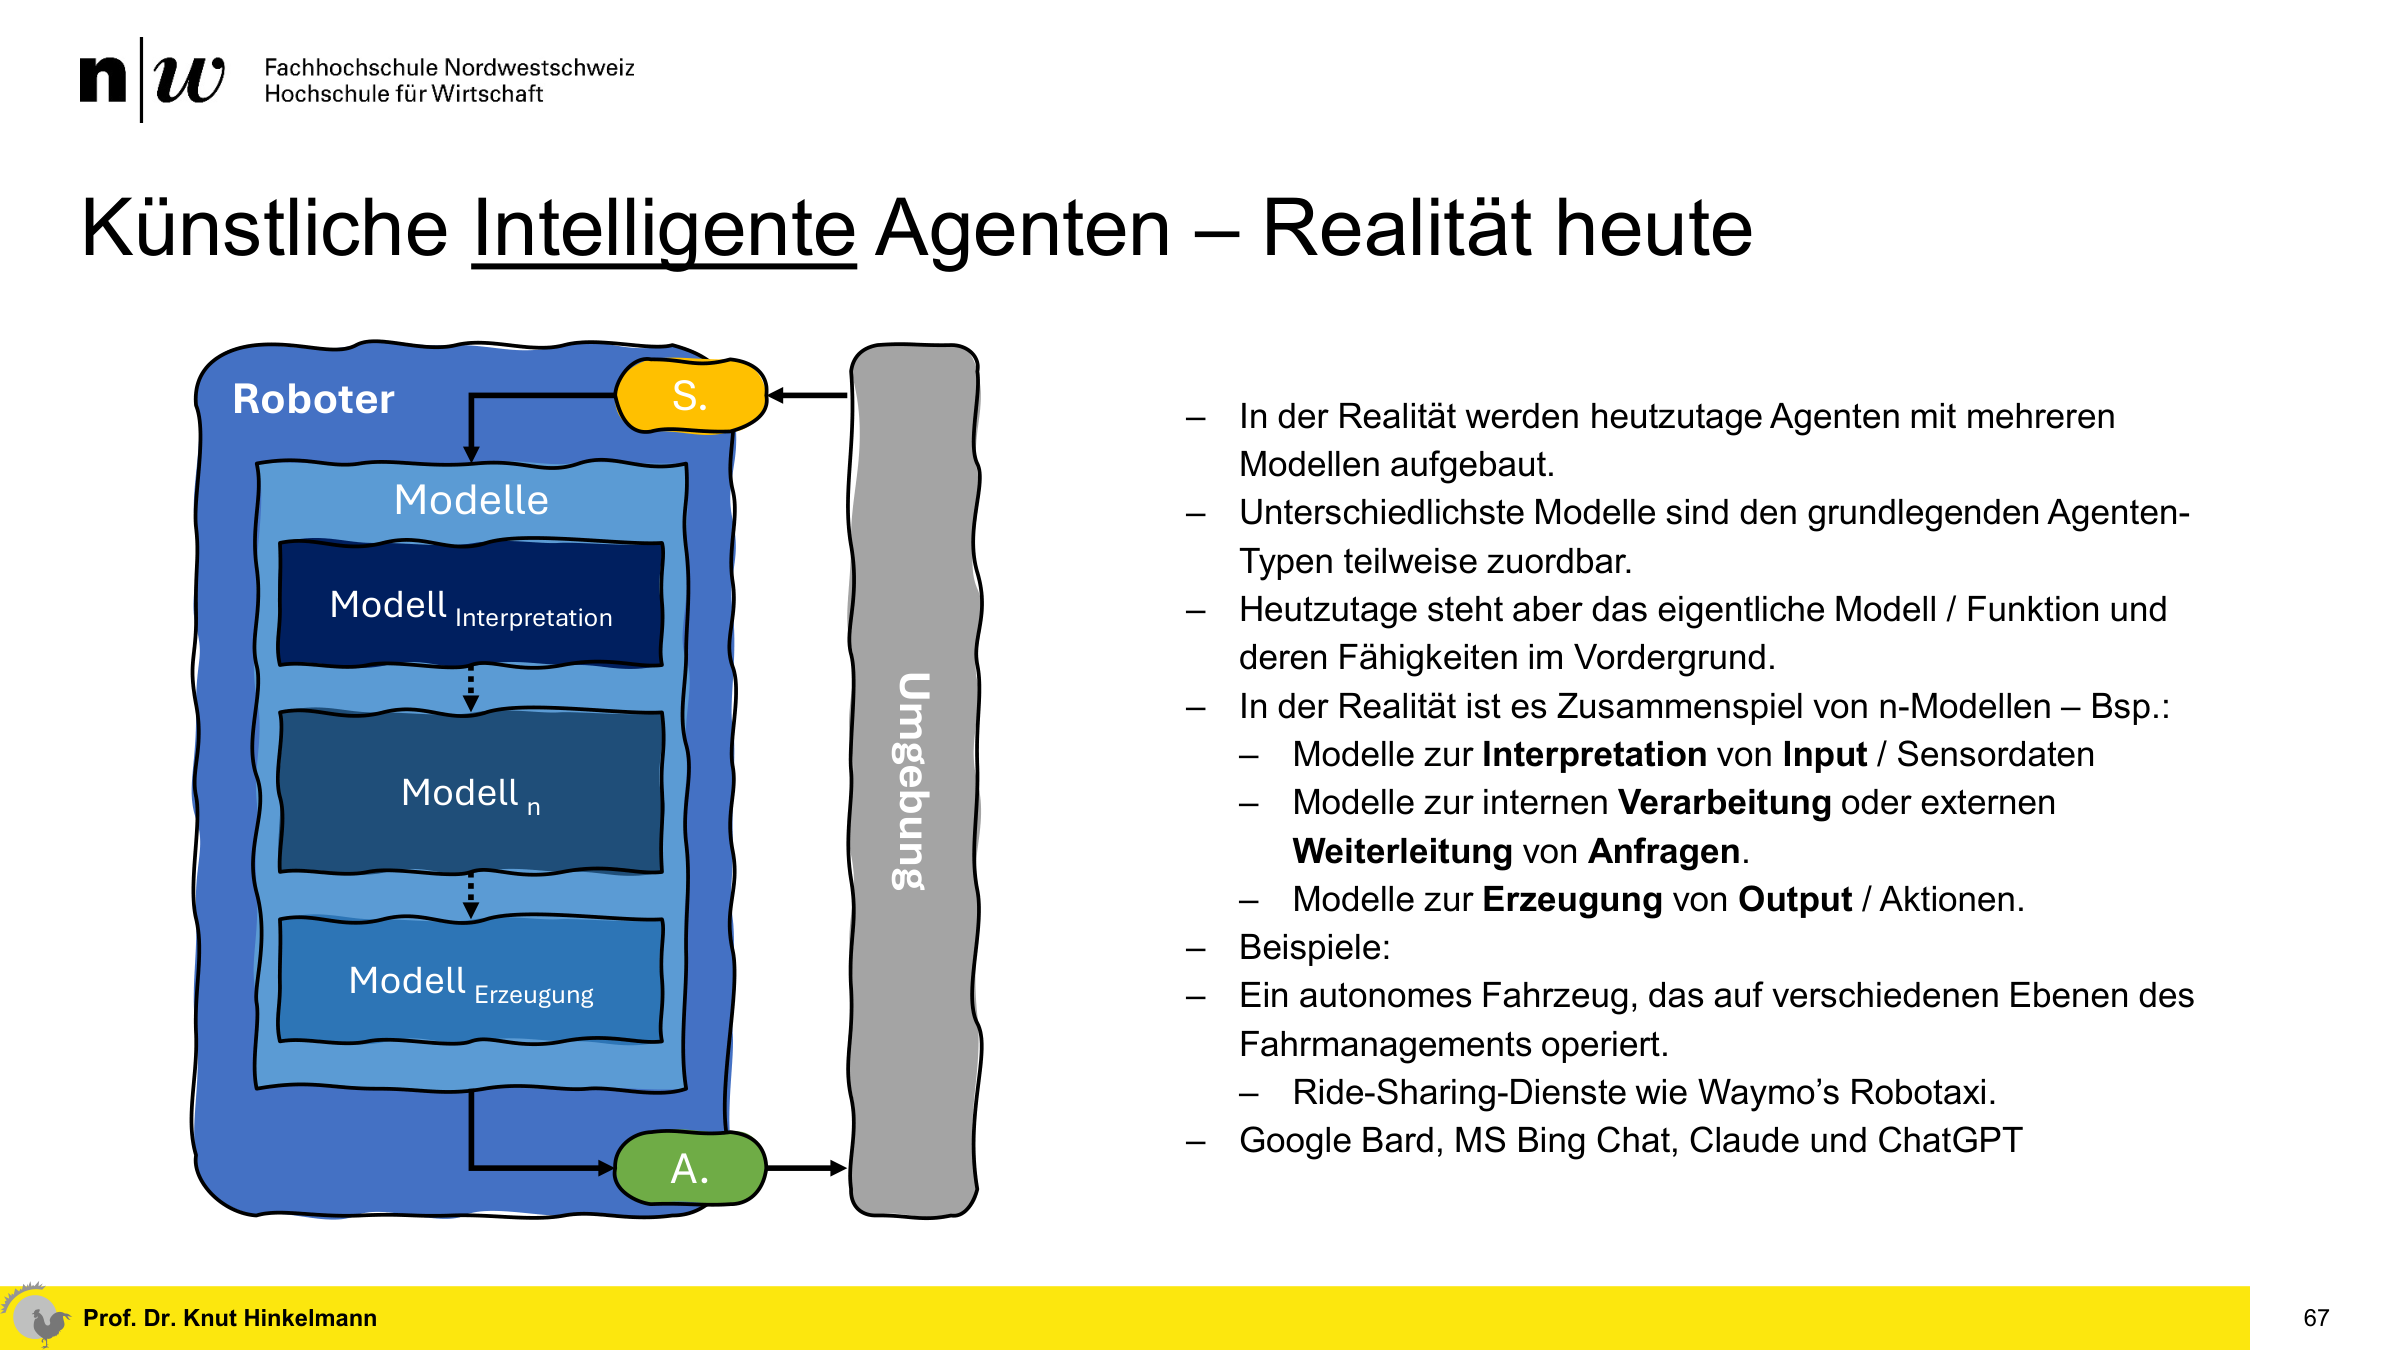 n|w Fachhochschule Nordwestschweiz
Hochschule für Wirtschaft
Künstliche Intelligente Agenten – Realität heute
Roboter
S.
Modelle
Modell Interpretation
Modell n
Modell Erzeugung
A.
Umgebung
– In der Realität werden heutzutage Agenten mit mehreren
Modellen aufgebaut.
– Unterschiedlichste Modelle sind den grundlegenden Agenten-
Typen teilweise zuordbar.
– Heutzutage steht aber das eigentliche Modell / Funktion und
deren Fähigkeiten im Vordergrund.
– In der Realität ist es Zusammenspiel von n-Modellen – Bsp.:
– Modelle zur Interpretation von Input / Sensordaten
– Modelle zur internen Verarbeitung oder externen
Weiterleitung von Anfragen.
– Modelle zur Erzeugung von Output / Aktionen.
– Beispiele:
– Ein autonomes Fahrzeug, das auf verschiedenen Ebenen des
Fahrmanagements operiert.
– Ride-Sharing-Dienste wie Waymo’s Robotaxi.
– Google Bard, MS Bing Chat, Claude und ChatGPT
Prof. Dr. Knut Hinkelmann
67